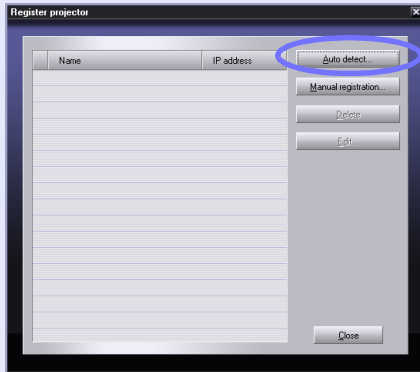 Register projector
Name IP address
Auto detect...
Manual registration...
Delete
Edit...
Close